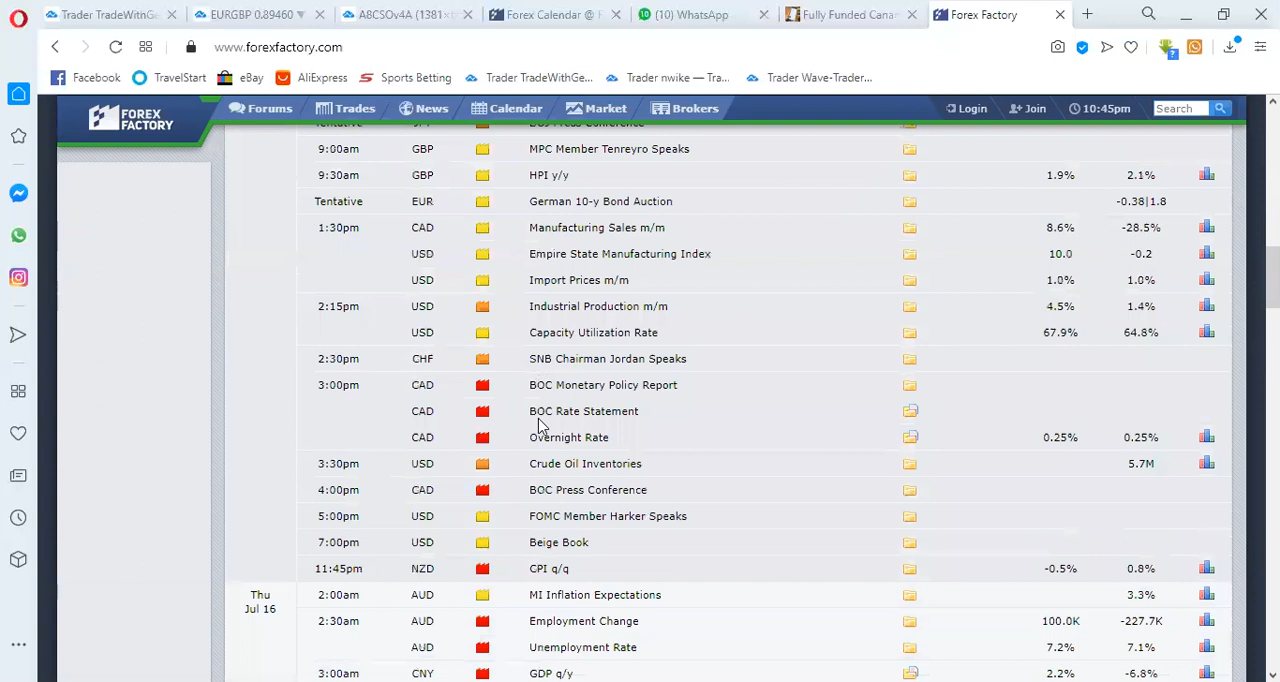 Trader TradeWithGe
EURGBP 0.89460 ▼
A8CSOv4A (1381×
Forex Calendar @ F
(10) WhatsApp
Fully Funded Cana
Forex Factory
www.forexfactory.com
Facebook
TravelStart
eBay
AliExpress
Sports Betting
Trader TradeWithGe...
Trader nwike — Tra...
Trader Wave-Trader...
FOREX FACTORY
Forums
Trades
News
Calendar
Market
Brokers
Login
Join
10:45pm
Search
9:00am GBP MPC Member Tenreyro Speaks
9:30am GBP HPI y/y 1.9% 2.1%
Tentative EUR German 10-y Bond Auction -0.38|1.8
1:30pm CAD Manufacturing Sales m/m 8.6% -28.5%
USD Empire State Manufacturing Index 10.0 -0.2
USD Import Prices m/m 1.0% 1.0%
2:15pm USD Industrial Production m/m 4.5% 1.4%
USD Capacity Utilization Rate 67.9% 64.8%
2:30pm CHF SNB Chairman Jordan Speaks
3:00pm CAD BOC Monetary Policy Report
CAD BOC Rate Statement
CAD Overnight Rate 0.25% 0.25%
3:30pm USD Crude Oil Inventories 5.7M
4:00pm CAD BOC Press Conference
5:00pm USD FOMC Member Harker Speaks
7:00pm USD Beige Book
11:45pm NZD CPI q/q -0.5% 0.8%
Thu Jul 16 2:00am AUD MI Inflation Expectations 3.3%
2:30am AUD Employment Change 100.0K -227.7K
AUD Unemployment Rate 7.2% 7.1%
3:00am CNY GDP q/y 2.2% -6.8%